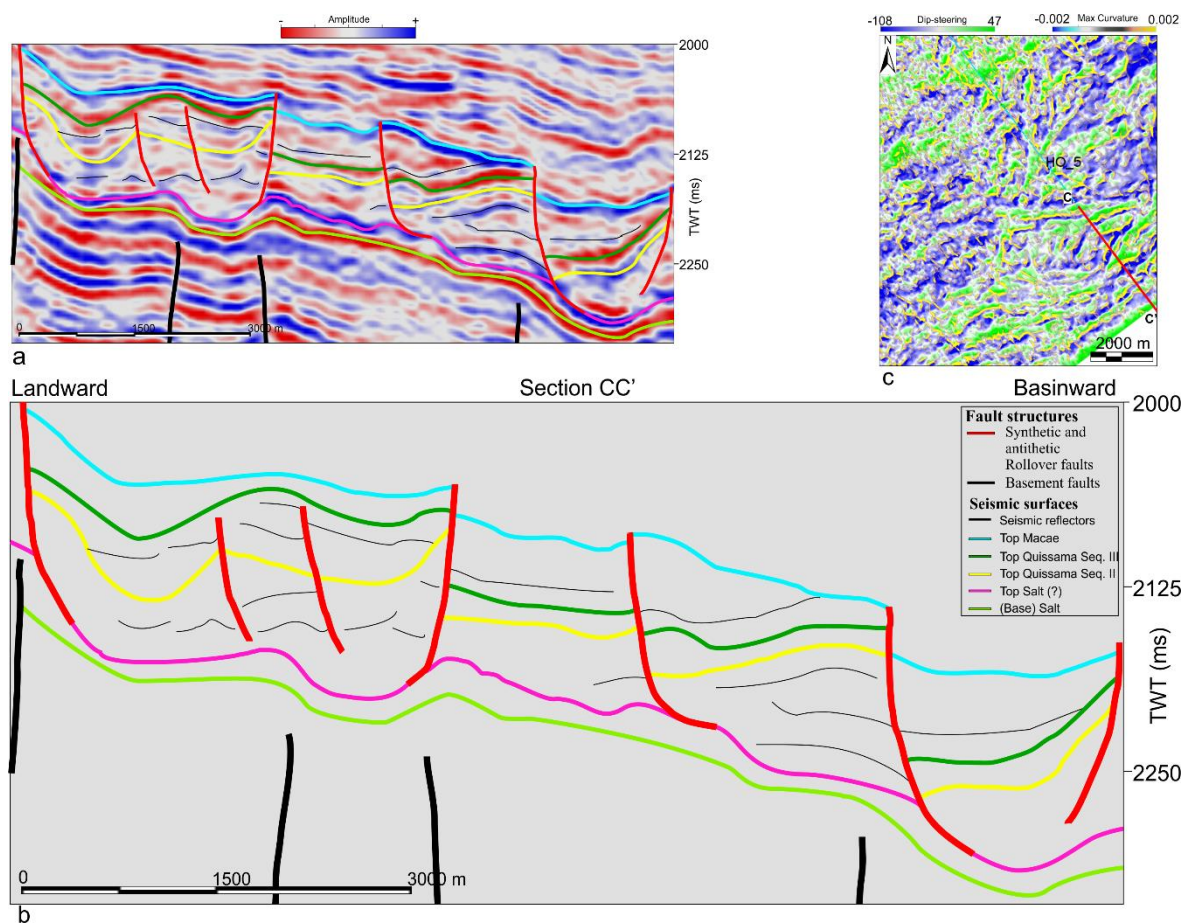 - Amplitude +
2000
2125
TWT (ms)
2250
0 1500 3000 m
a
-108 Dip-steering 47
-0.002 Max Curvature 0.002
N
HO_5
C
C'
2000 m
c
Landward Section CC' Basinward
2000
2125
TWT (ms)
2250
Fault structures
Synthetic and
antithetic
Rollover faults
Basement faults
Seismic surfaces
Seismic reflectors
Top Macae
Top Quissama Seq. III
Top Quissama Seq. II
Top Salt (?)
(Base) Salt
0 1500 3000 m
b